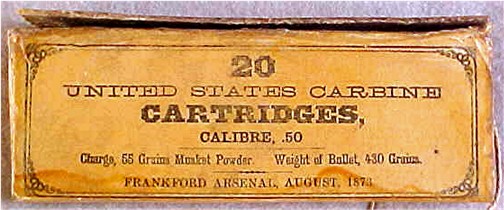 20
UNITED STATES CARBINE
CARTRIDGES,
CALIBRE, .50
Charge, 55 Grains Musket Powder. Weight of Bullet, 430 Grains.
FRANKFORD ARSENAL, AUGUST, 1873